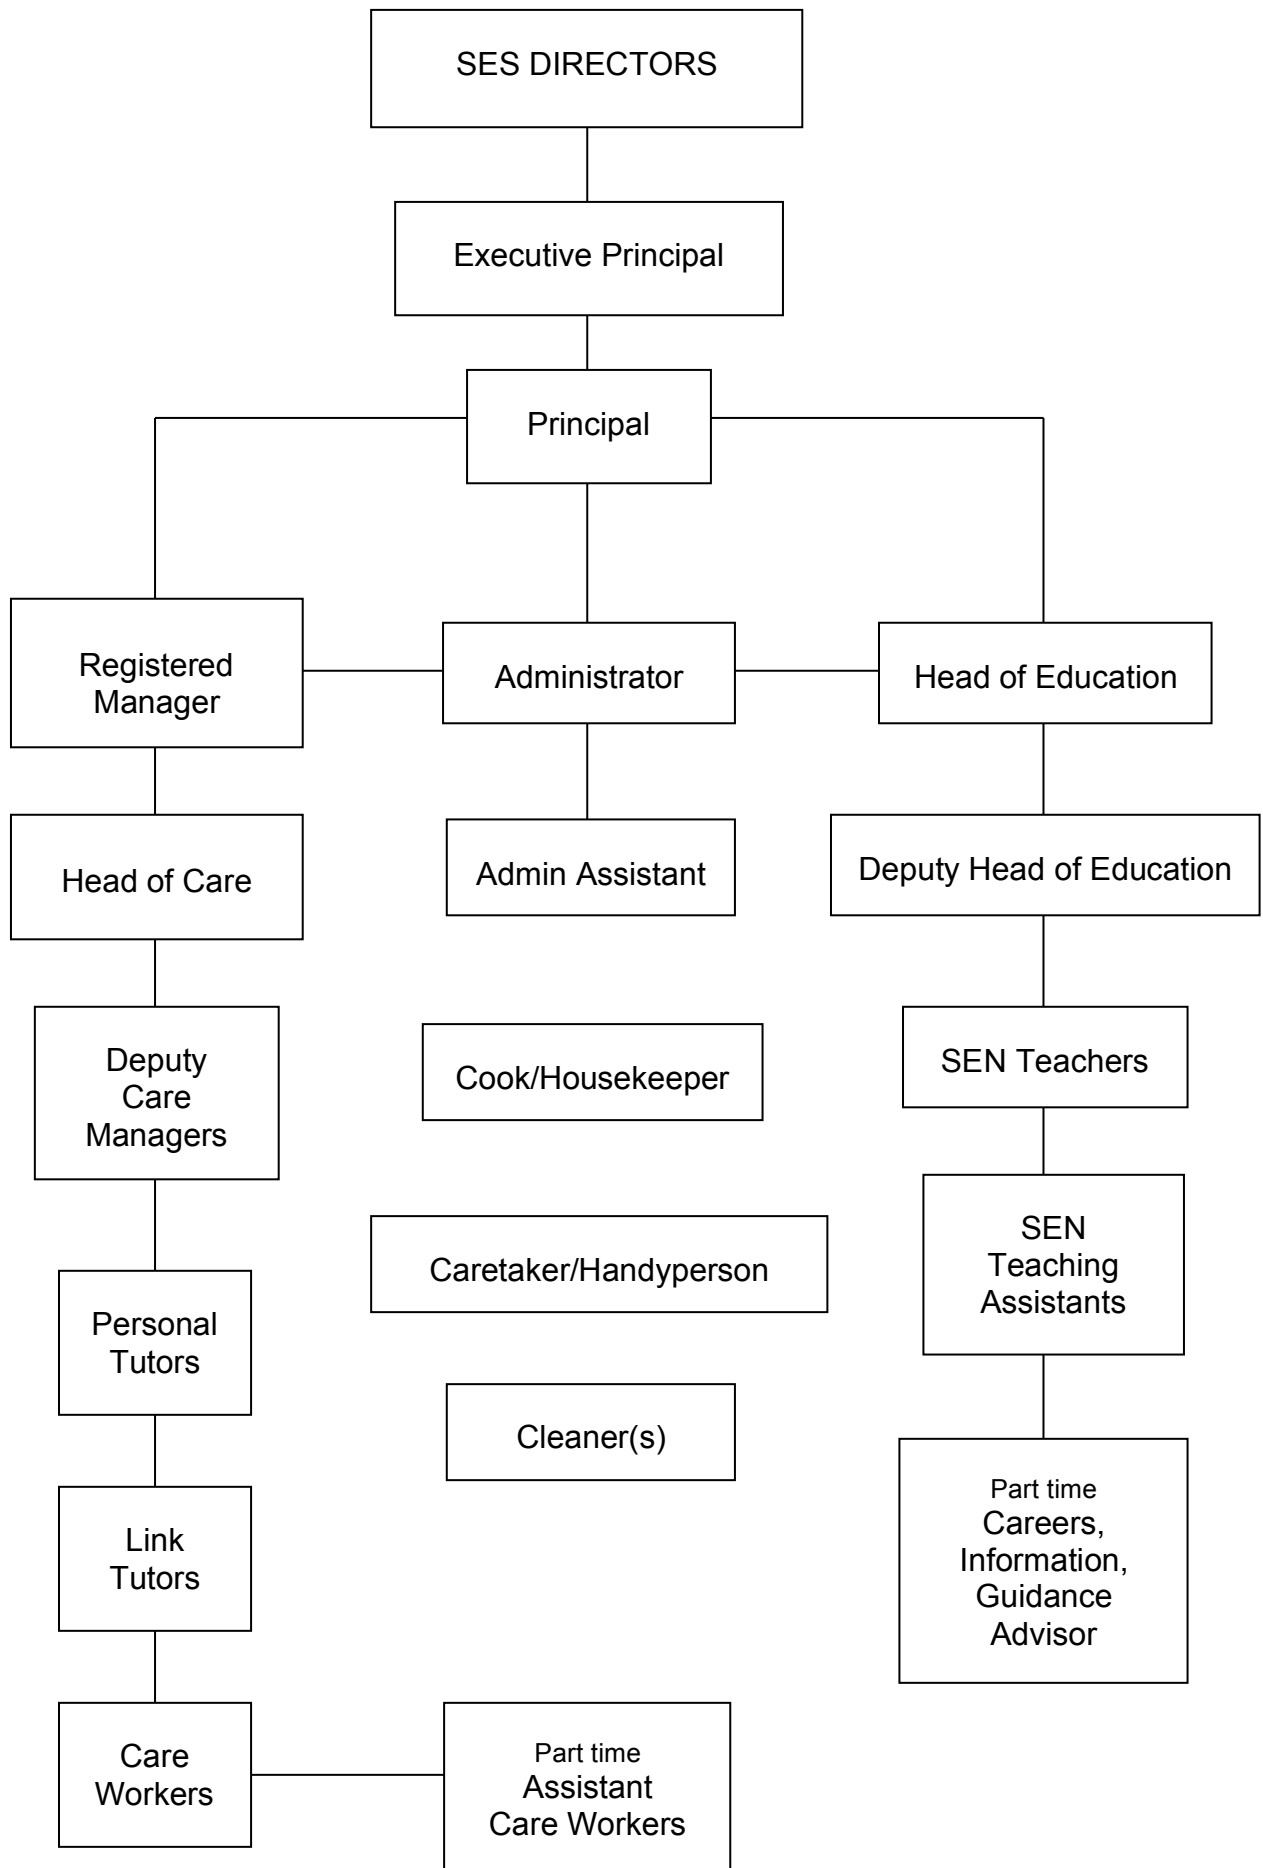 SES DIRECTORS
Executive Principal
Principal
Registered
Manager
Administrator
Head of Education
Head of Care
Admin Assistant
Deputy Head of Education
Deputy
Care
Managers
Cook/Housekeeper
SEN Teachers
Caretaker/Handyperson
SEN
Teaching
Assistants
Personal
Tutors
Cleaner(s)
Part time
Careers,
Information,
Guidance
Advisor
Link
Tutors
Care
Workers
Part time
Assistant
Care Workers